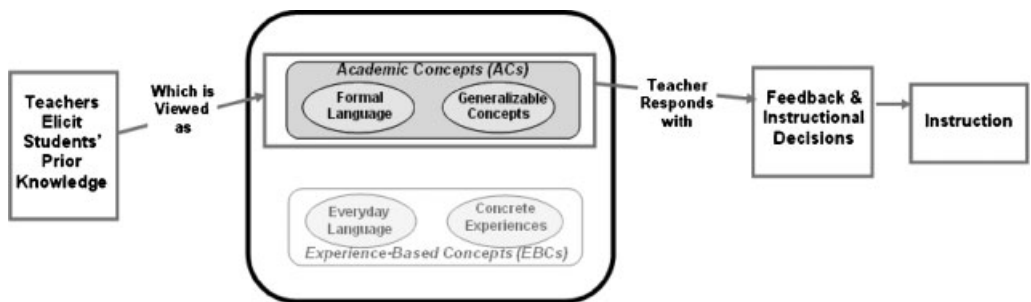 Teachers
Elicit
Students'
Prior
Knowledge
Which is
Viewed
as
Academic Concepts (ACs)
Formal
Language
Generalizable
Concepts
Everyday
Language
Concrete
Experiences
Experience-Based Concepts (EBCs)
Teacher
Responds
with
Feedback &
Instructional
Decisions
Instruction